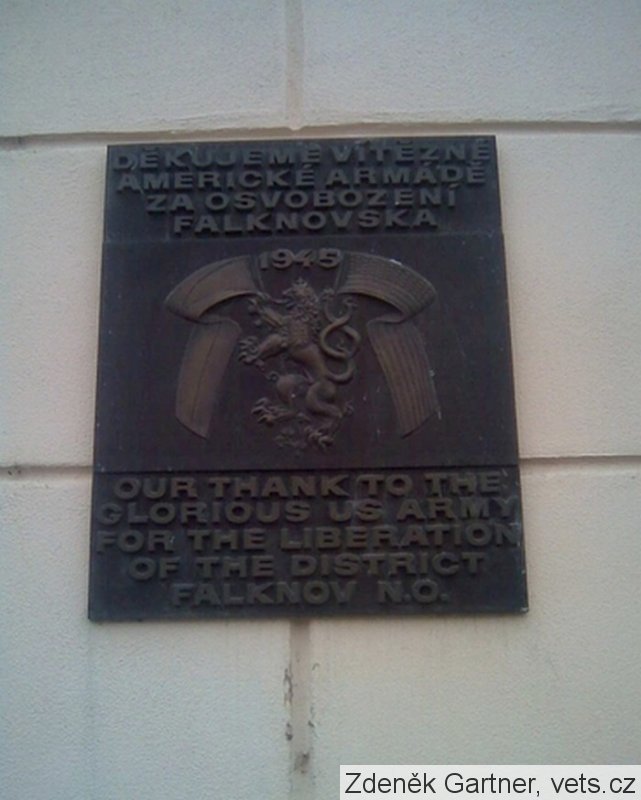 DĚKUJEME VÍTĚZNÉ
AMERICKÉ ARMÁDĚ
ZA OSVOBOZENÍ
FALKNOVSKA
1945
OUR THANK TO THE
GLORIOUS US ARMY
FOR THE LIBERATION
OF THE DISTRICT
FALKNOV N.O.
Zdeněk Gartner, vets.cz